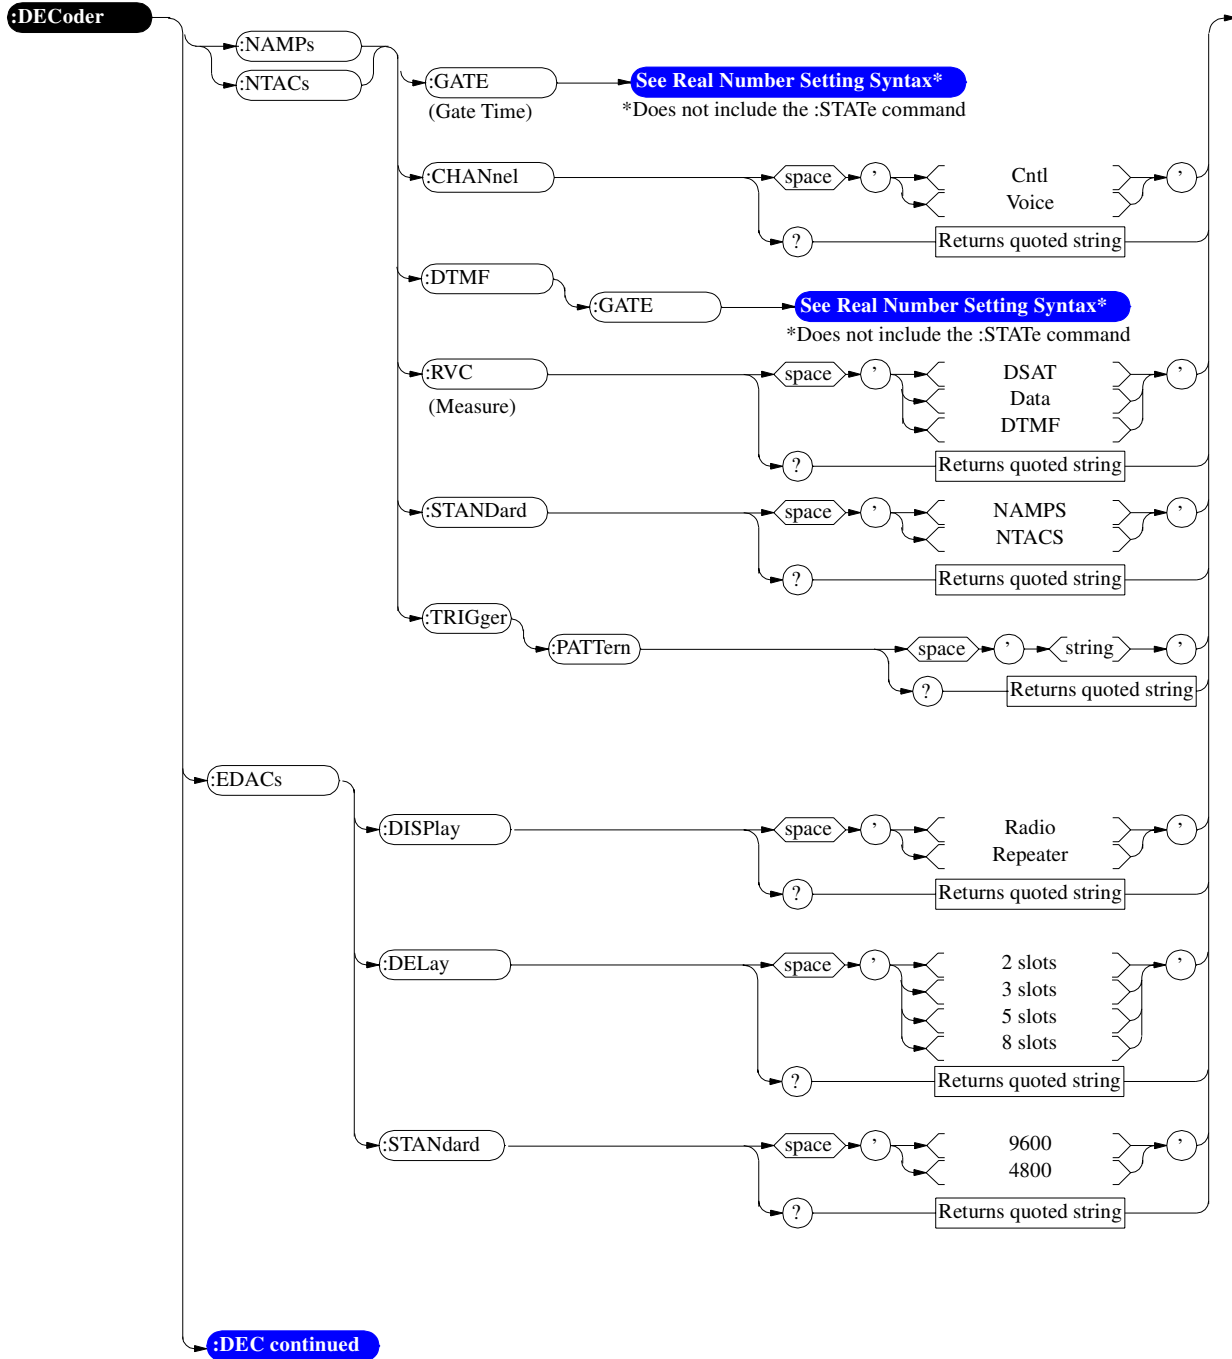 :DECoder
:NAMPs
:NTACs
:GATE
See Real Number Setting Syntax*
(Gate Time)
*Does not include the :STATe command
:CHANnel
space
’
Cntl
’
Voice
?
Returns quoted string
:DTMF
:GATE
See Real Number Setting Syntax*
*Does not include the :STATe command
:RVC
space
’
DSAT
’
(Measure)
Data
DTMF
?
Returns quoted string
:STANDard
space
’
NAMPS
’
NTACS
?
Returns quoted string
:TRIGger
:PATTern
space
’
string
’
?
Returns quoted string
:EDACs
:DISPlay
space
’
Radio
’
Repeater
?
Returns quoted string
:DELay
space
’
2 slots
’
3 slots
5 slots
8 slots
?
Returns quoted string
:STANdard
space
’
9600
’
4800
?
Returns quoted string
:DEC continued